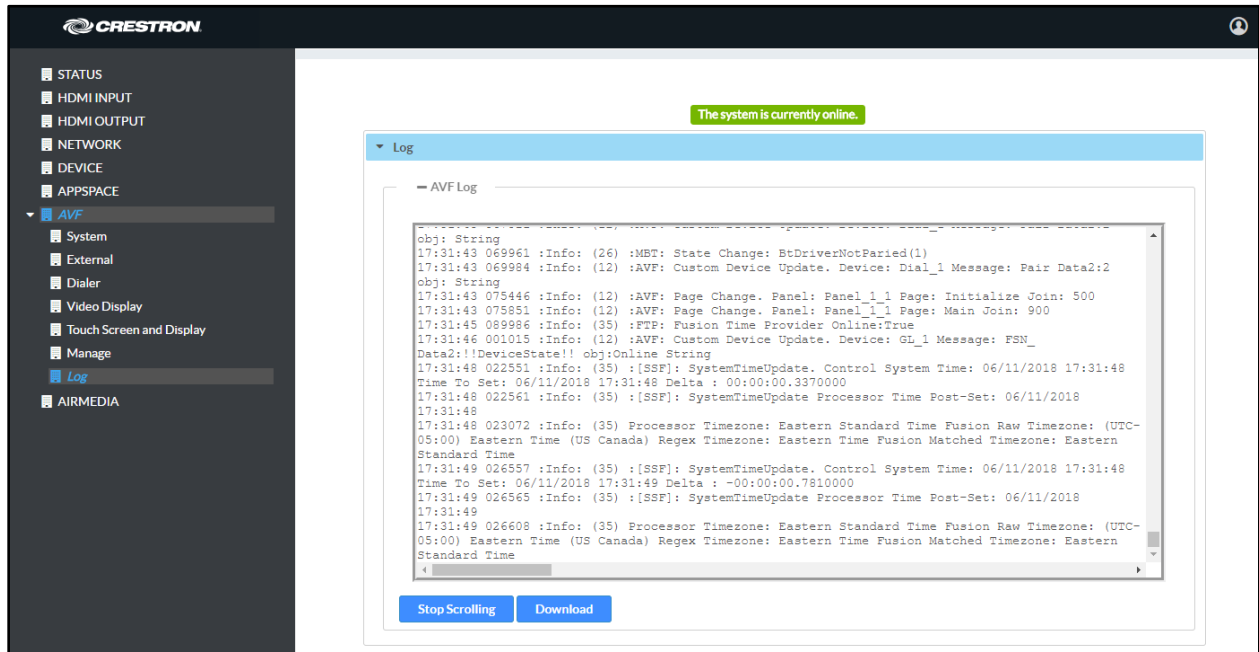 CRESTRON
STATUS
HDMI INPUT
HDMI OUTPUT
NETWORK
DEVICE
APPSPACE
AVF
System
External
Dialer
Video Display
Touch Screen and Display
Manage
Log
AIRMEDIA
The system is currently online.
Log
AVF Log
obj: String
17:31:43 069961 :Info: (26) :MBT: State Change: BtDriverNotParied(1)
17:31:43 069984 :Info: (12) :AVF: Custom Device Update. Device: Dial_1 Message: Pair Data2:2
obj: String
17:31:43 075446 :Info: (12) :AVF: Page Change. Panel: Panel_1_1 Page: Initialize Join: 500
17:31:43 075851 :Info: (12) :AVF: Page Change. Panel: Panel_1_1 Page: Main Join: 900
17:31:45 089986 :Info: (35) :FTP: Fusion Time Provider Online:True
17:31:46 001015 :Info: (12) :AVF: Custom Device Update. Device: GL_1 Message: FSN_
Data2:!!DeviceState!! obj:Online String
17:31:48 022551 :Info: (35) :[SSF]: SystemTimeUpdate. Control System Time: 06/11/2018 17:31:48
Time To Set: 06/11/2018 17:31:48 Delta : 00:00:00.3370000
17:31:48 022561 :Info: (35) :[SSF]: SystemTimeUpdate Processor Time Post-Set: 06/11/2018
17:31:48
17:31:48 023072 :Info: (35) Processor Timezone: Eastern Standard Time Fusion Raw Timezone: (UTC-
05:00) Eastern Time (US Canada) Regex Timezone: Eastern Time Fusion Matched Timezone: Eastern
Standard Time
17:31:49 026557 :Info: (35) :[SSF]: SystemTimeUpdate. Control System Time: 06/11/2018 17:31:48
Time To Set: 06/11/2018 17:31:49 Delta : -00:00:00.7810000
17:31:49 026565 :Info: (35) :[SSF]: SystemTimeUpdate Processor Time Post-Set: 06/11/2018
17:31:49
17:31:49 026608 :Info: (35) Processor Timezone: Eastern Standard Time Fusion Raw Timezone: (UTC-
05:00) Eastern Time (US Canada) Regex Timezone: Eastern Time Fusion Matched Timezone: Eastern
Standard Time
Stop Scrolling
Download